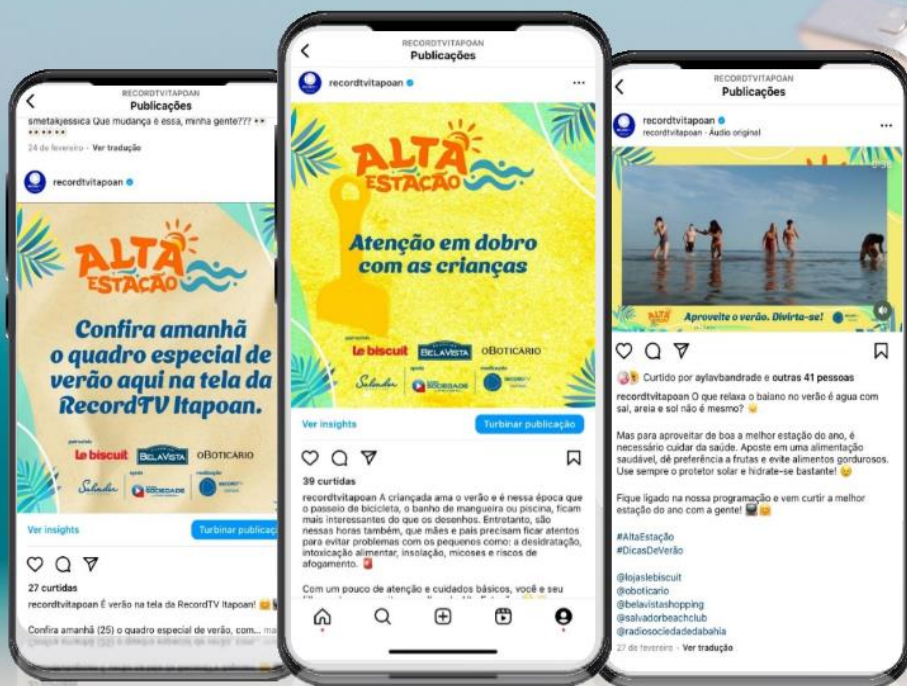 RECORDTVITAPOAN
Publicações
smetakjessica Que mudança é essa, minha gente???
24 de fevereiro · Ver tradução
recordtvitapoan
ALTA
ESTAÇÃO
Confira amanhã
o quadro especial de
verão aqui na tela da
RecordTV Itapoan.
Le biscuit
BELAVISTA
oBOTICÁRIO
Salvador
SOCIEDADE
Ver insights
Turbinar publicaç
27 curtidas
recordtvitapoan É verão na tela da RecordTV Itapoan!
Confira amanhã (25) o quadro especial de verão, com...
RECORDTVITAPOAN
Publicações
recordtvitapoan
ALTA
ESTAÇÃO
Atenção em dobro
com as crianças
Le biscuit
BELAVISTA
oBOTICÁRIO
Salvador
SOCIEDADE
Ver insights
Turbinar publicação
39 curtidas
recordtvitapoan A criançada ama o verão e é nessa época que
o passeio de bicicleta, o banho de mangueira ou piscina, ficam
mais interessantes do que os desenhos. Entretanto, são
nessas horas também, que mães e pais precisam ficar atentos
para evitar problemas com os pequenos como: a desidratação,
intoxicação alimentar, insolação, micoses e riscos de
afogamento.
Com um pouco de atenção e cuidados básicos, você e seu
RECORDTVITAPOAN
Publicações
recordtvitapoan
recordtvitapoan · Áudio original
ALTA
ESTAÇÃO
Aproveite o verão. Divirta-se!
Curtido por aylavbandrade e outras 41 pessoas
recordtvitapoan O que relaxa o baiano no verão é agua com
sal, areia e sol não é mesmo?
Mas para aproveitar de boa a melhor estação do ano, é
necessário cuidar da saúde. Aposte em uma alimentação
saudável, dê preferência a frutas e evite alimentos gordurosos.
Use sempre o protetor solar e hidrate-se bastante!
Fique ligado na nossa programação e vem curtir a melhor
estação do ano com a gente!
#AltaEstação
#DicasDeVerão
@lojaslebiscuit
@oboticario
@belavistashopping
@salvadorbeachclub
@radiosociedadedabahia
27 de fevereiro · Ver tradução